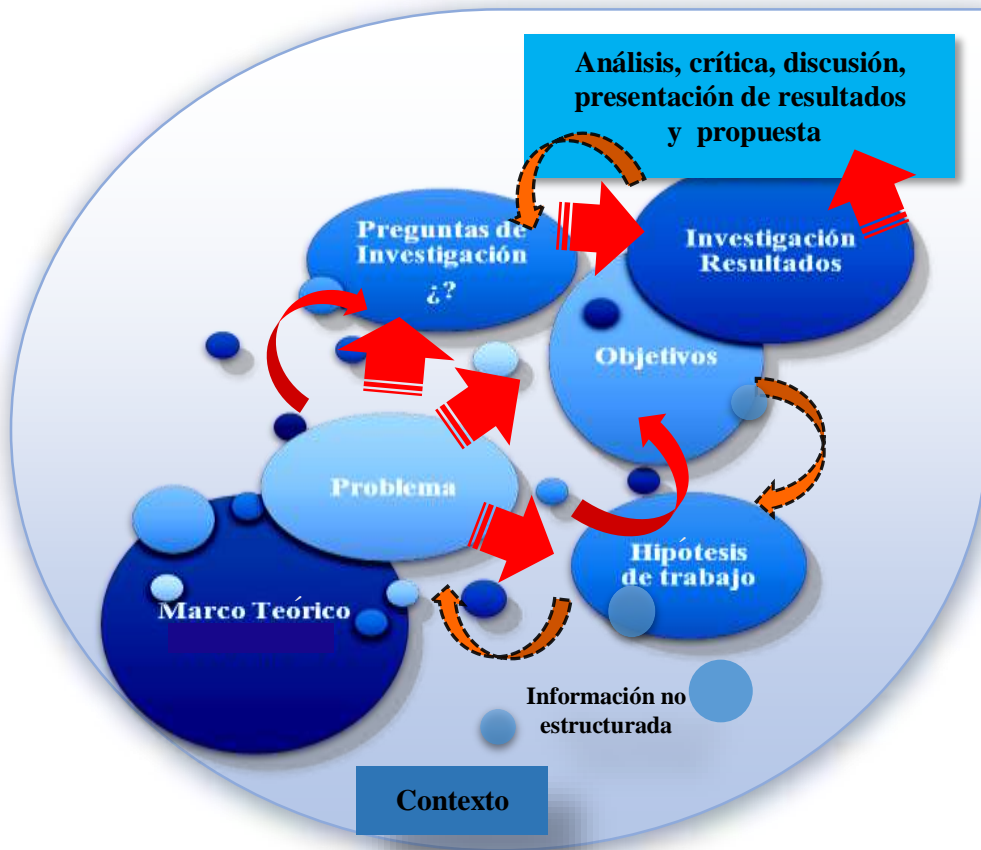 Análisis, crítica, discusión,
presentación de resultados
y propuesta
Preguntas de
Investigación
¿?
Investigación
Resultados
Objetivos
Problema
Hipótesis
de trabajo
Marco Teórico
Información no
estructurada
Contexto